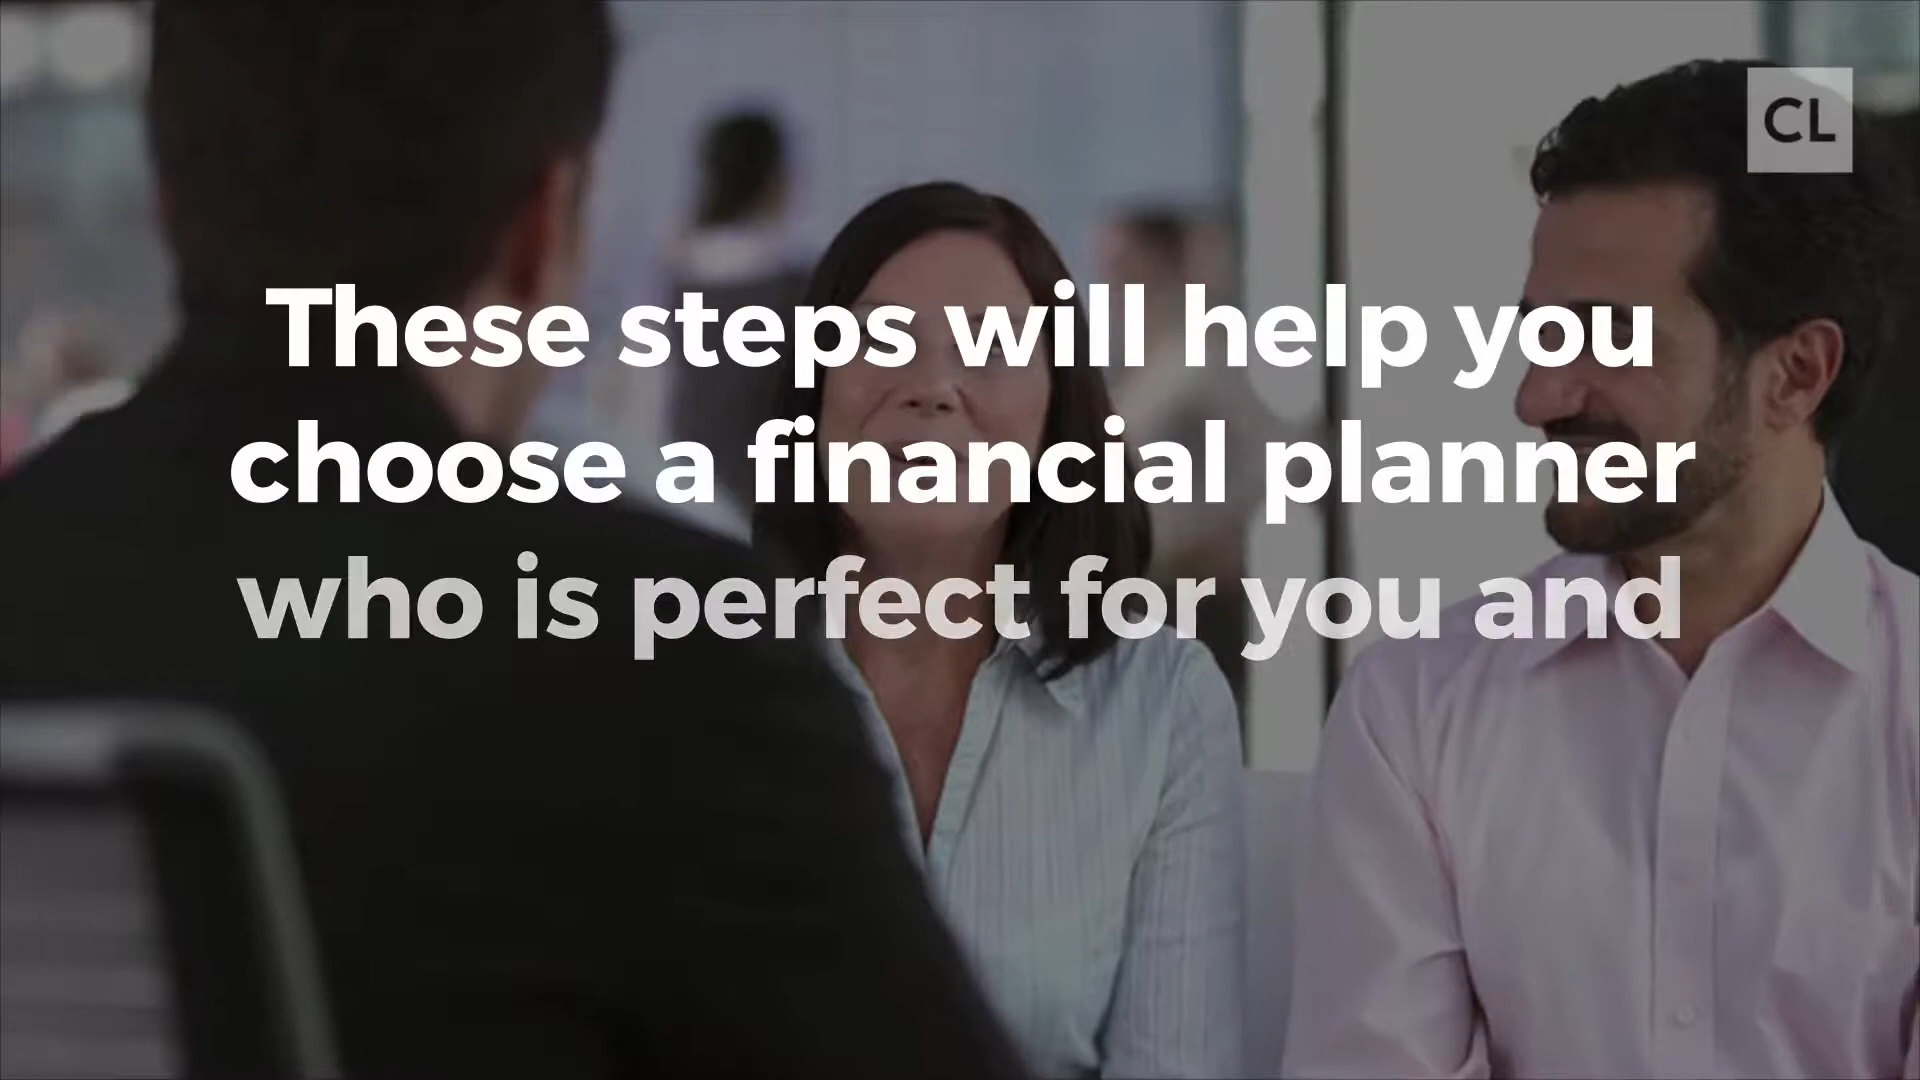 CL
These steps will help you
choose a financial planner
who is perfect for you and